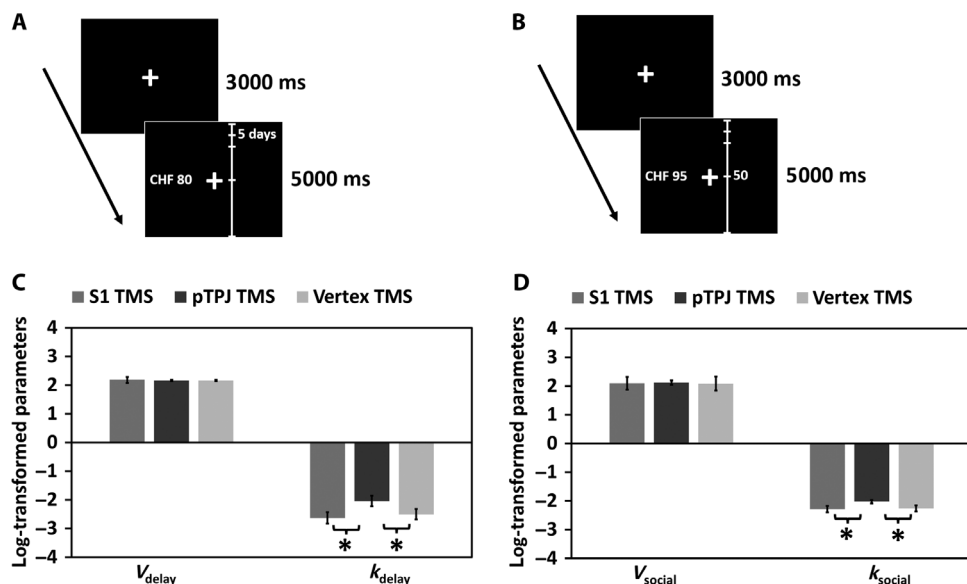 A
3000 ms
5 days
CHF 80
5000 ms
B
3000 ms
CHF 95
50
5000 ms
C
S1 TMS pTPJ TMS Vertex TMS
Log-transformed parameters
4
3
2
1
0
−1
−2
−3
−4
* *
Vdelay kdelay
D
S1 TMS pTPJ TMS Vertex TMS
Log-transformed parameters
4
3
2
1
0
−1
−2
−3
−4
* *
Vsocial ksocial